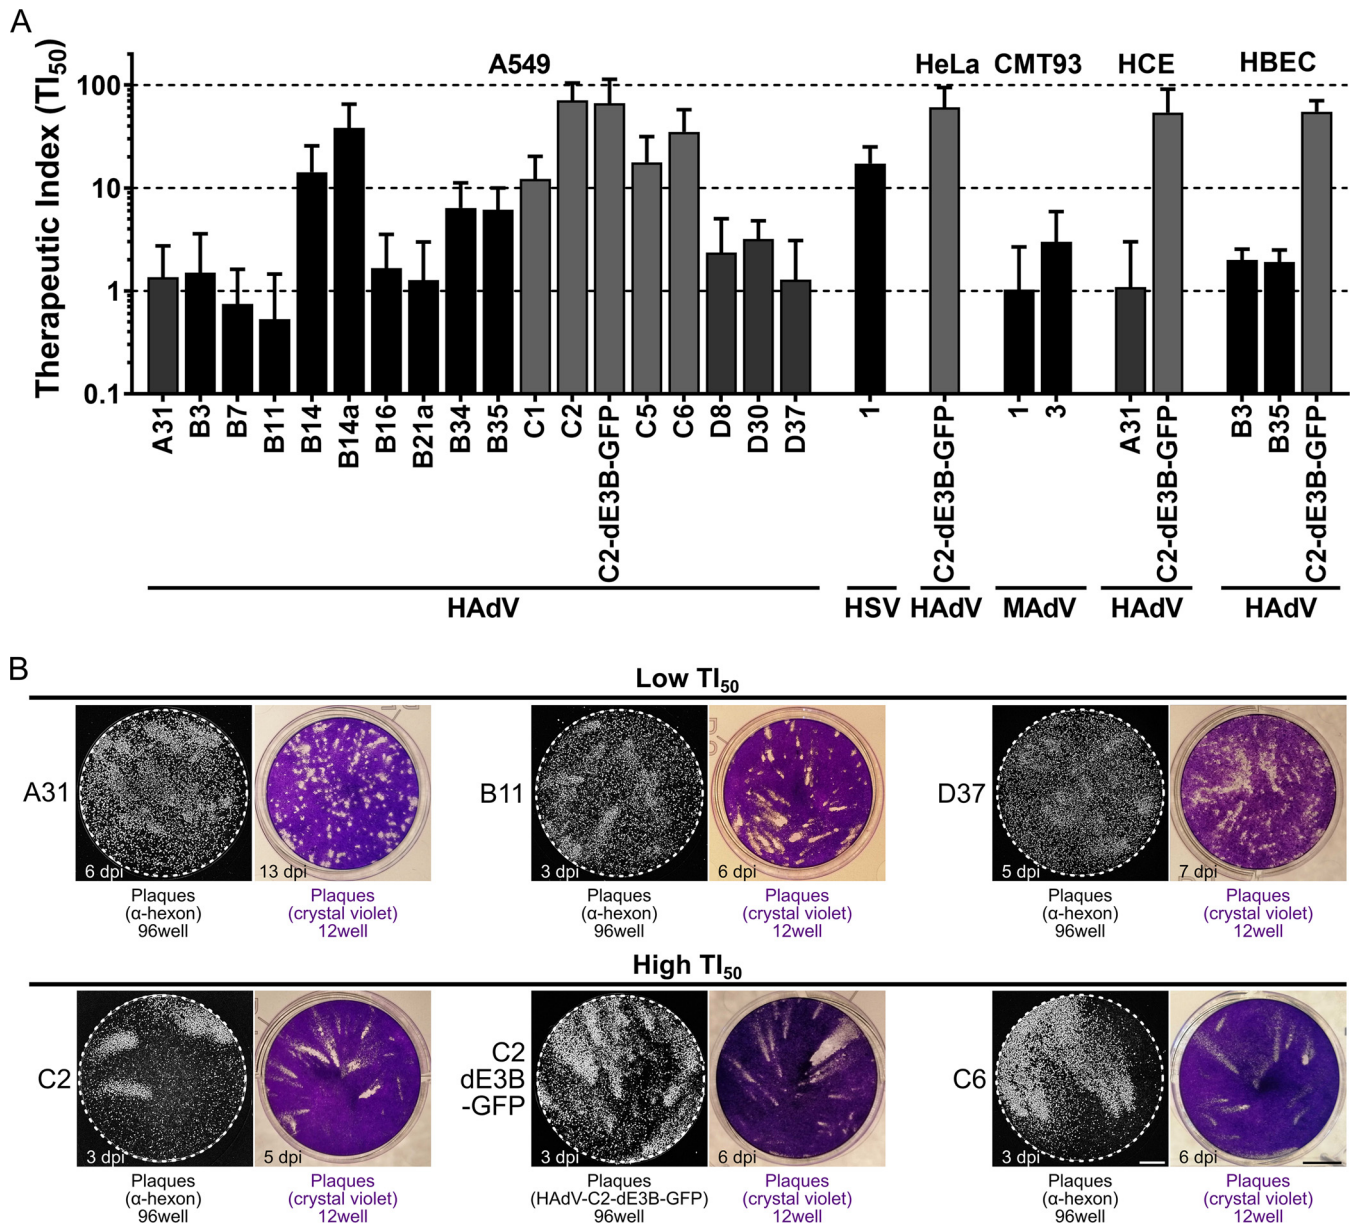 A
Therapeutic Index (TI50)
100
10
1
0.1
A549
HeLa
CMT93
HCE
HBEC
A31
B3
B7
B11
B14
B14a
B16
B21a
B34
B35
C1
C2
C2-dE3B-GFP
C5
C6
D8
D30
D37
1
C2-dE3B-GFP
1
3
A31
C2-dE3B-GFP
B3
B35
C2-dE3B-GFP
HAdV
HSV
HAdV
MAdV
HAdV
HAdV
B
Low TI50
A31
6 dpi
13 dpi
Plaques
(α-hexon)
96well
Plaques
(crystal violet)
12well
B11
3 dpi
6 dpi
Plaques
(α-hexon)
96well
Plaques
(crystal violet)
12well
D37
5 dpi
7 dpi
Plaques
(α-hexon)
96well
Plaques
(crystal violet)
12well
High TI50
C2
3 dpi
5 dpi
Plaques
(α-hexon)
96well
Plaques
(crystal violet)
12well
C2
dE3B
-GFP
3 dpi
6 dpi
Plaques
(HAdV-C2-dE3B-GFP)
96well
Plaques
(crystal violet)
12well
C6
3 dpi
6 dpi
Plaques
(α-hexon)
96well
Plaques
(crystal violet)
12well